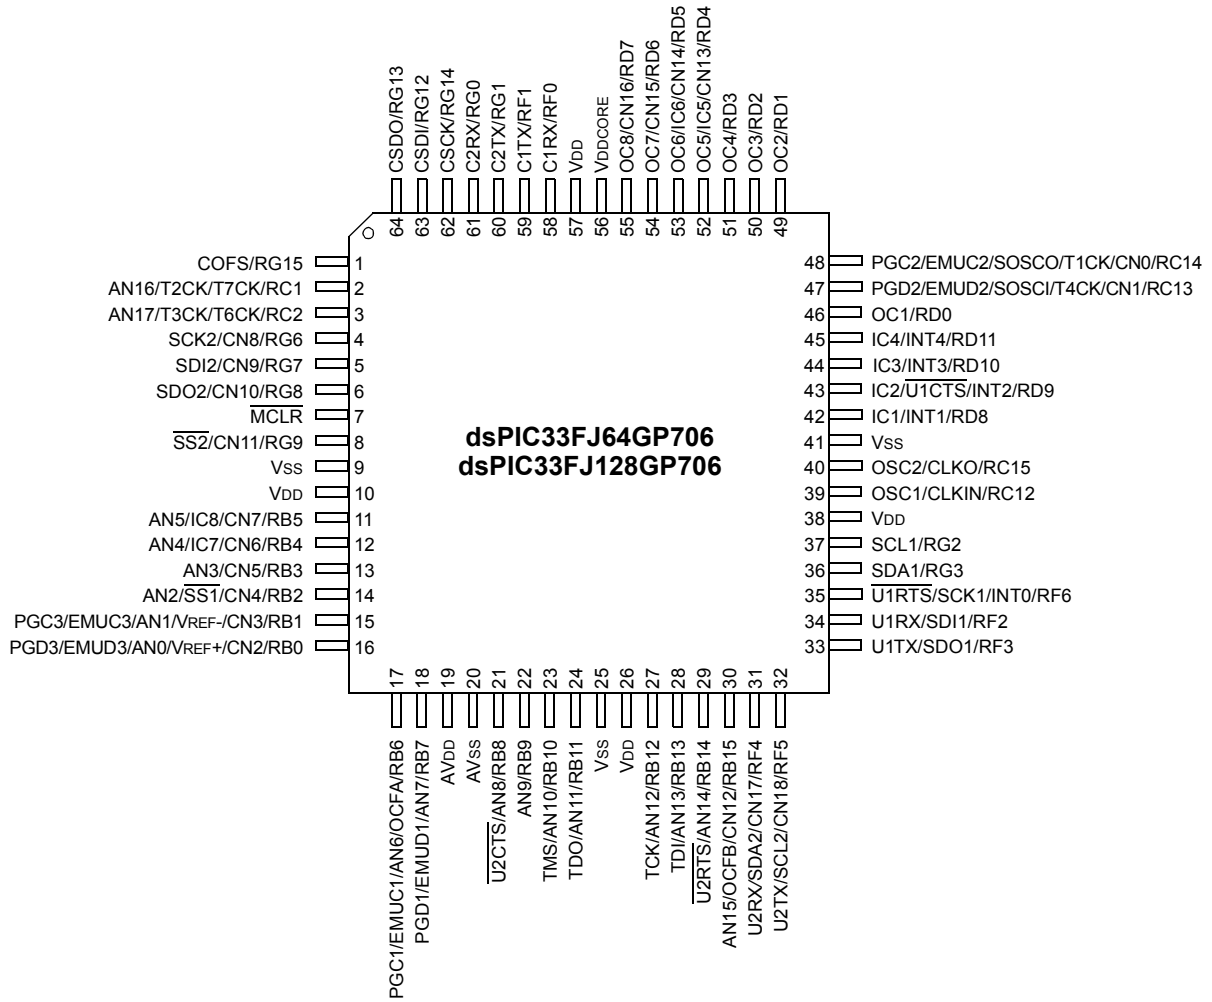 CSDO/RG13
CSDI/RG12
CSCK/RG14
C2RX/RG0
C2TX/RG1
C1TX/RF1
C1RX/RF0
VDD
VDDCORE
OC8/CN16/RD7
OC7/CN15/RD6
OC6/IC6/CN14/RD5
OC5/IC5/CN13/RD4
OC4/RD3
OC3/RD2
OC2/RD1
64 63 62 61 60 59 58 57 56 55 54 53 52 51 50 49
COFS/RG15 1
AN16/T2CK/T7CK/RC1 2
AN17/T3CK/T6CK/RC2 3
SCK2/CN8/RG6 4
SDI2/CN9/RG7 5
SDO2/CN10/RG8 6
MCLR 7
SS2/CN11/RG9 8
VSS 9
VDD 10
AN5/IC8/CN7/RB5 11
AN4/IC7/CN6/RB4 12
AN3/CN5/RB3 13
AN2/SS1/CN4/RB2 14
PGC3/EMUC3/AN1/VREF-/CN3/RB1 15
PGD3/EMUD3/AN0/VREF+/CN2/RB0 16
dsPIC33FJ64GP706
dsPIC33FJ128GP706
48 PGC2/EMUC2/SOSCO/T1CK/CN0/RC14
47 PGD2/EMUD2/SOSCI/T4CK/CN1/RC13
46 OC1/RD0
45 IC4/INT4/RD11
44 IC3/INT3/RD10
43 IC2/U1CTS/INT2/RD9
42 IC1/INT1/RD8
41 VSS
40 OSC2/CLKO/RC15
39 OSC1/CLKIN/RC12
38 VDD
37 SCL1/RG2
36 SDA1/RG3
35 U1RTS/SCK1/INT0/RF6
34 U1RX/SDI1/RF2
33 U1TX/SDO1/RF3
17 18 19 20 21 22 23 24 25 26 27 28 29 30 31 32
PGC1/EMUC1/AN6/OCFA/RB6
PGD1/EMUD1/AN7/RB7
AVDD
AVSS
U2CTS/AN8/RB8
AN9/RB9
TMS/AN10/RB10
TDO/AN11/RB11
VSS
VDD
TCK/AN12/RB12
TDI/AN13/RB13
U2RTS/AN14/RB14
AN15/OCFB/CN12/RB15
U2RX/SDA2/CN17/RF4
U2TX/SCL2/CN18/RF5